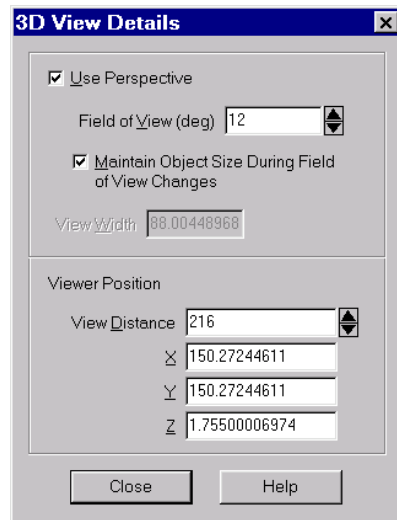 3D View Details
Use Perspective
Field of View (deg) 12
Maintain Object Size During Field
of View Changes
View Width 88.00448968
Viewer Position
View Distance 216
X 150.27244611
Y 150.27244611
Z 1.75500006974
Close Help